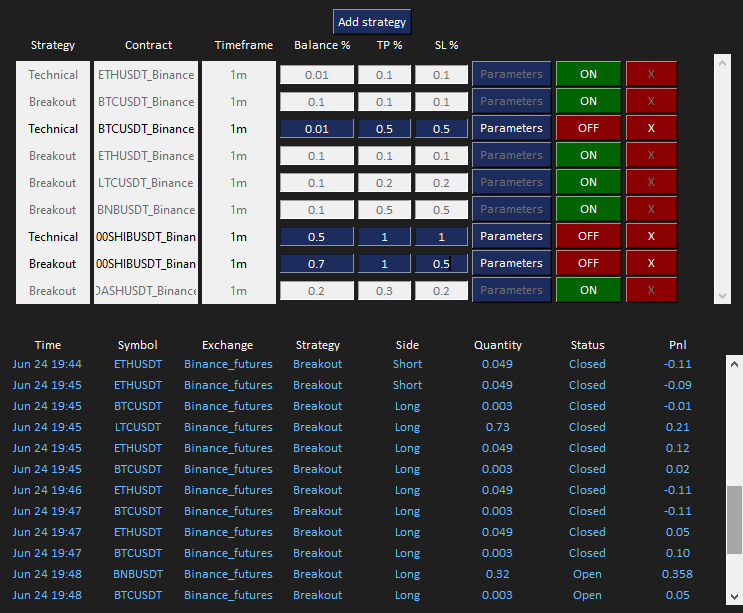 Add strategy
Strategy Contract Timeframe Balance % TP % SL %
Technical ETHUSDT_Binance 1m 0.01 0.1 0.1 Parameters ON X
Breakout BTCUSDT_Binance 1m 0.1 0.1 0.1 Parameters ON X
Technical BTCUSDT_Binance 1m 0.01 0.5 0.5 Parameters OFF X
Breakout ETHUSDT_Binance 1m 0.1 0.1 0.1 Parameters ON X
Breakout LTCUSDT_Binance 1m 0.1 0.2 0.2 Parameters ON X
Breakout BNBUSDT_Binance 1m 0.1 0.5 0.5 Parameters ON X
Technical 00SHIBUSDT_Binan 1m 0.5 1 1 Parameters OFF X
Breakout 00SHIBUSDT_Binan 1m 0.7 1 0.5 Parameters OFF X
Breakout DASHUSDT_Binance 1m 0.2 0.3 0.2 Parameters ON X
Time Symbol Exchange Strategy Side Quantity Status Pnl
Jun 24 19:44 ETHUSDT Binance_futures Breakout Short 0.049 Closed -0.11
Jun 24 19:45 ETHUSDT Binance_futures Breakout Short 0.049 Closed -0.09
Jun 24 19:45 BTCUSDT Binance_futures Breakout Long 0.003 Closed -0.01
Jun 24 19:45 LTCUSDT Binance_futures Breakout Long 0.73 Closed 0.21
Jun 24 19:45 ETHUSDT Binance_futures Breakout Long 0.049 Closed 0.12
Jun 24 19:45 BTCUSDT Binance_futures Breakout Long 0.003 Closed 0.02
Jun 24 19:46 ETHUSDT Binance_futures Breakout Long 0.049 Closed -0.11
Jun 24 19:47 BTCUSDT Binance_futures Breakout Long 0.003 Closed -0.11
Jun 24 19:47 ETHUSDT Binance_futures Breakout Long 0.049 Closed 0.05
Jun 24 19:47 BTCUSDT Binance_futures Breakout Long 0.003 Closed 0.10
Jun 24 19:48 BNBUSDT Binance_futures Breakout Long 0.32 Open 0.358
Jun 24 19:48 BTCUSDT Binance_futures Breakout Long 0.003 Open 0.05